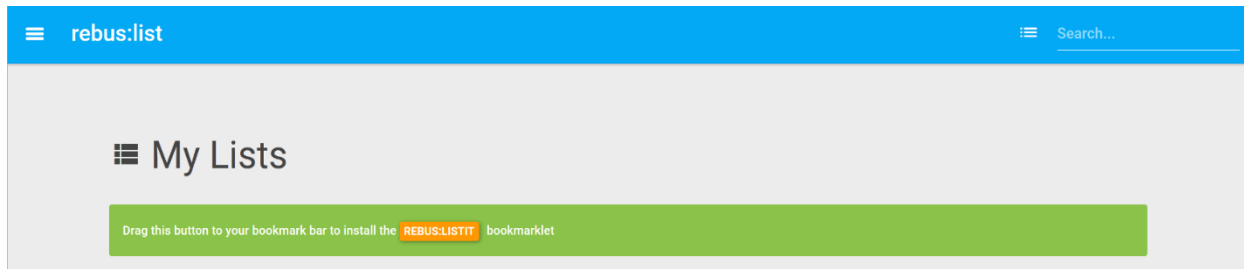 rebus:list
Search...
My Lists
Drag this button to your bookmark bar to install the REBUS:LISTIT bookmarklet